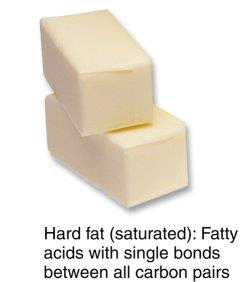 Hard fat (saturated): Fatty
acids with single bonds
between all carbon pairs